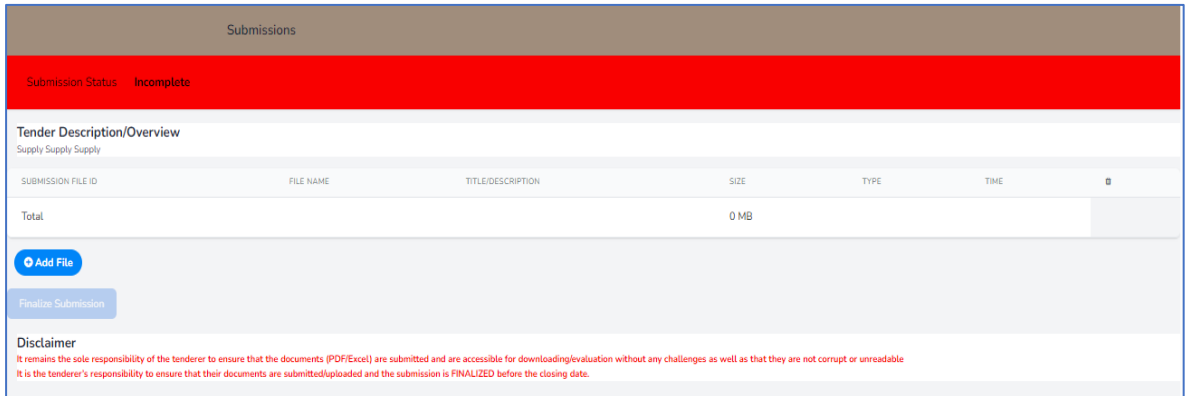 Submissions
Submission Status Incomplete
Tender Description/Overview
Supply Supply Supply
SUBMISSION FILE ID FILE NAME TITLE/DESCRIPTION SIZE TYPE TIME
Total 0 MB
Add File
Finalize Submission
Disclaimer
It remains the sole responsibility of the tenderer to ensure that the documents (PDF/Excel) are submitted and are accessible for downloading/evaluation without any challenges as well as that they are not corrupt or unreadable
It is the tenderer's responsibility to ensure that their documents are submitted/uploaded and the submission is FINALIZED before the closing date.